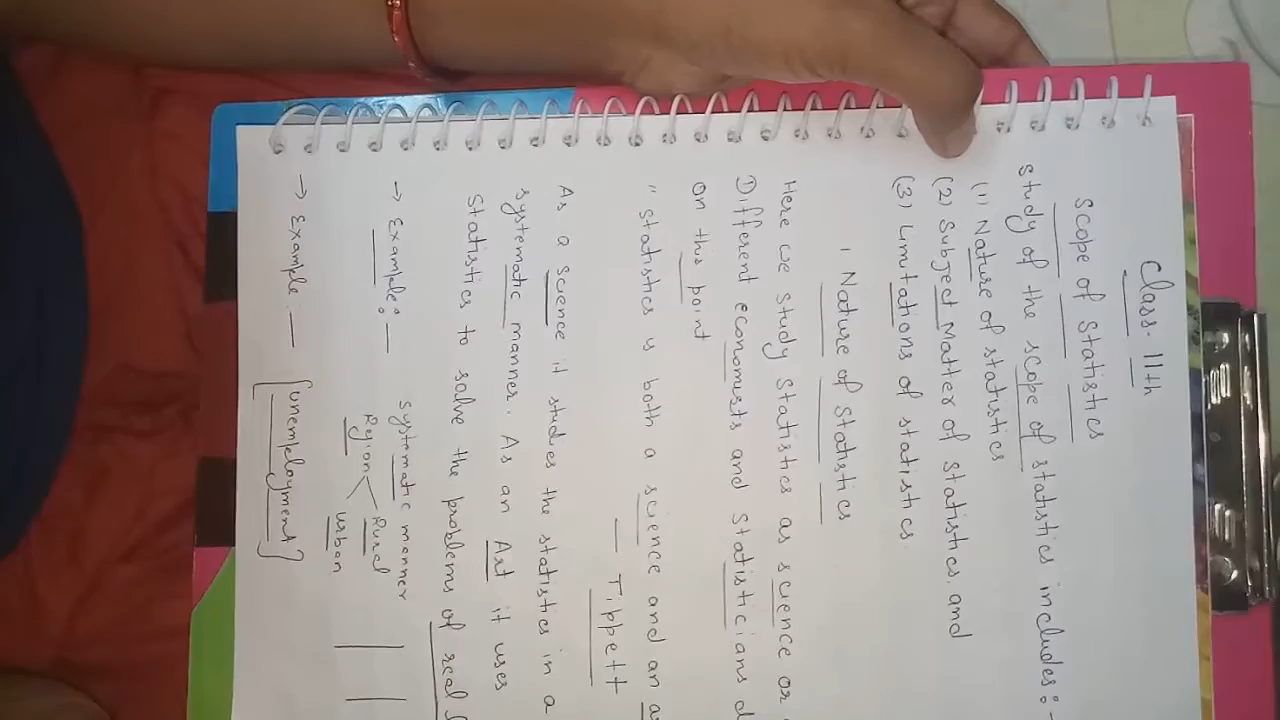 Class. 11th
Scope of Statistics
Study of the scope of statistics includes:-
(1) Nature of statistics
(2) Subject Matter of Statistics, and
(3) Limitations of statistics.
1 Nature of Statistics
Here we study Statistics as science or
Different economists and Statisticians
on this point
" Statistics is both a science and an
— Tippett
As a Science it studies the statistics in a
systematic manner. As an Art it uses
Statistics to solve the problems of real
→ Example:—
systematic manner
Region < Rural
Urban
→ Example:—
[Unemployment]